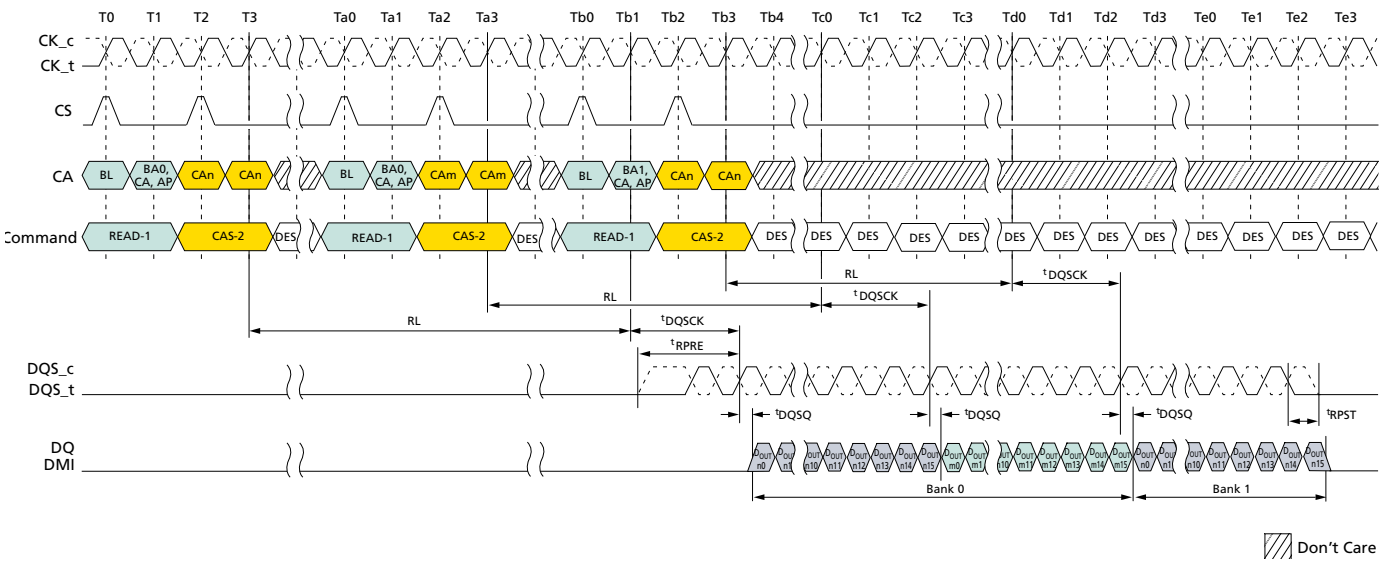 T0 T1 T2 T3 Ta0 Ta1 Ta2 Ta3 Tb0 Tb1 Tb2 Tb3 Tb4 Tc0 Tc1 Tc2 Tc3 Td0 Td1 Td2 Td3 Te0 Te1 Te2 Te3
CK_c
CK_t
CS
CA BL BA0, CA, AP CAn CAn BL BA0, CA, AP CAm CAm BL BA1, CA, AP CAn CAn
Command READ-1 CAS-2 DES READ-1 CAS-2 DES READ-1 CAS-2 DES DES DES DES DES DES DES DES DES DES DES DES DES
RL tDQSCK
RL tDQSCK
RL tDQSCK
tRPRE
DQS_c
DQS_t
tDQSQ tDQSQ tDQSQ tRPST
DQ
DMI
DOUT n0 DOUT n1 DOUT n10 DOUT n11 DOUT n12 DOUT n13 DOUT n14 DOUT n15 DOUT m0 DOUT m1 DOUT m10 DOUT m11 DOUT m12 DOUT m13 DOUT m14 DOUT m15 DOUT n0 DOUT n1 DOUT n10 DOUT n11 DOUT n12 DOUT n13 DOUT n14 DOUT n15
Bank 0 Bank 1
Don't Care